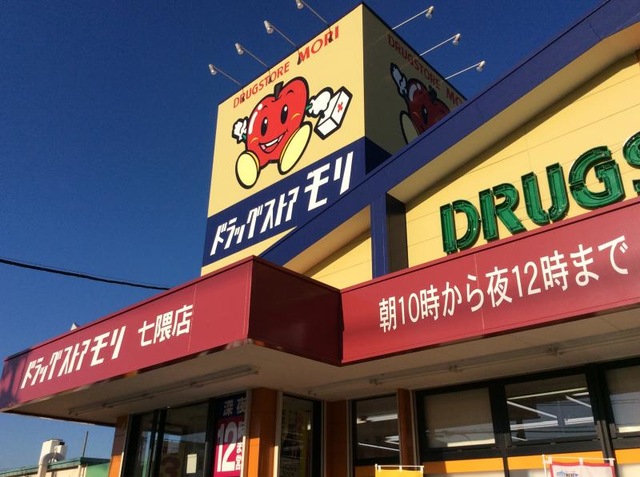 DRUGSTORE MORI
DRUGSTORE MO
ドラッグストア モリ
DRUGS
朝10時から夜12時まで
ドラッグストア モリ 七隈店
深夜
12